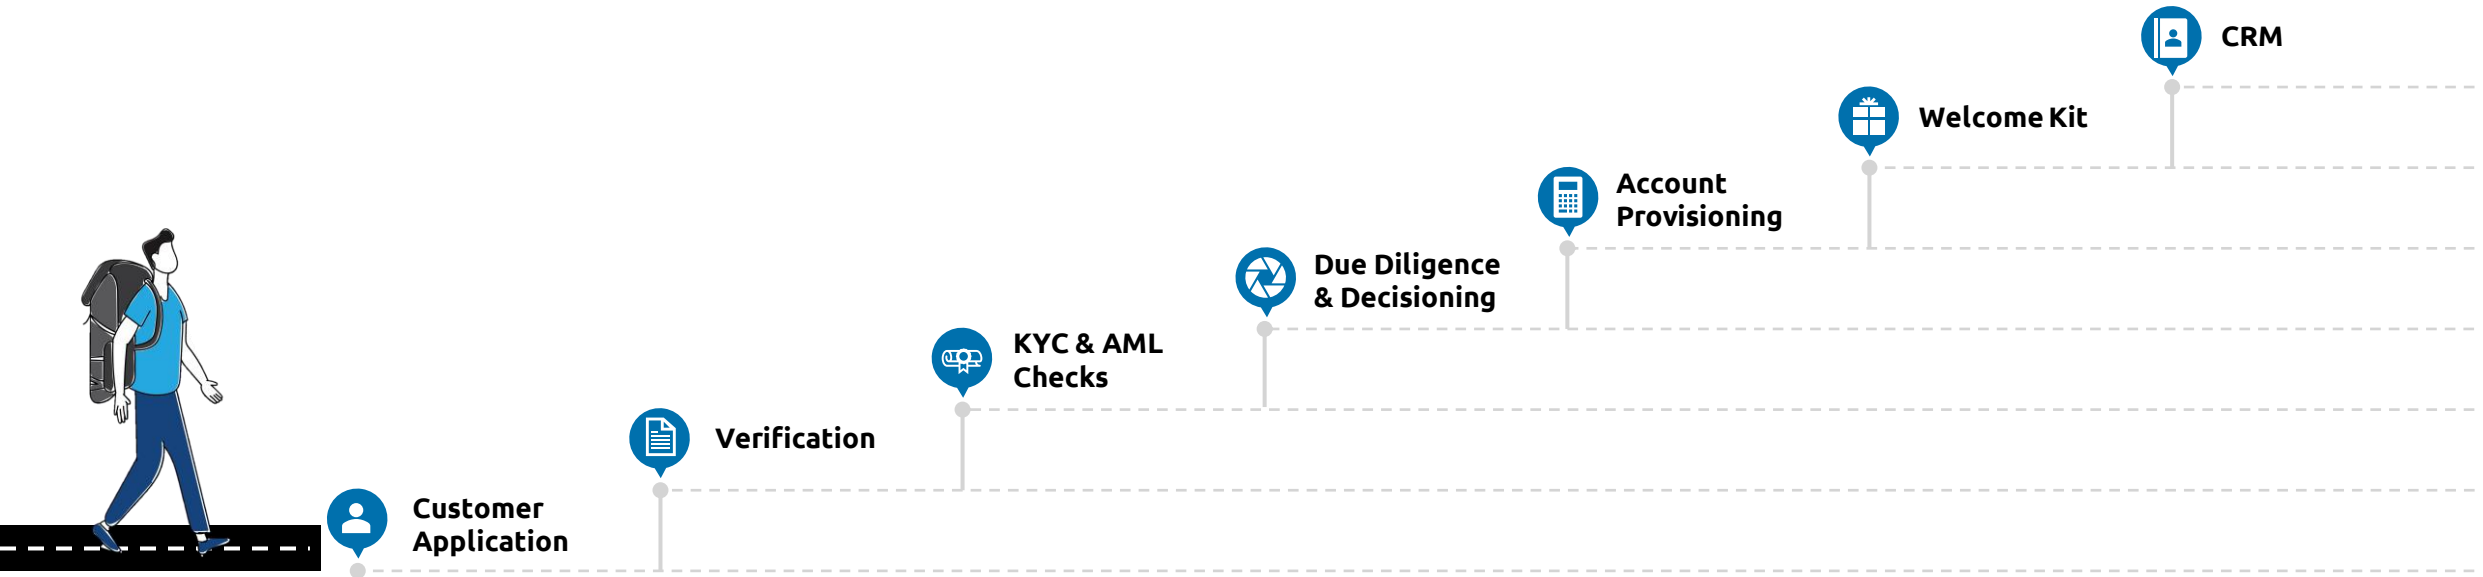 CRM
Welcome Kit
Account
Provisioning
Due Diligence
& Decisioning
KYC & AML
Checks
Verification
Customer
Application